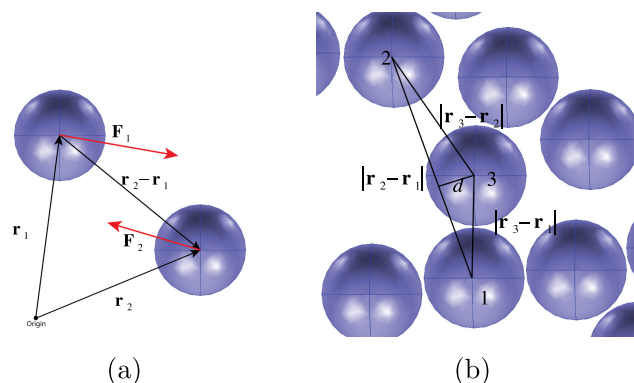 F₁
r₂−r₁
r₁
F₂
r₂
Origin
(a)
2
|r₃−r₂|
|r₂−r₁|
d
3
|r₃−r₁|
1
(b)